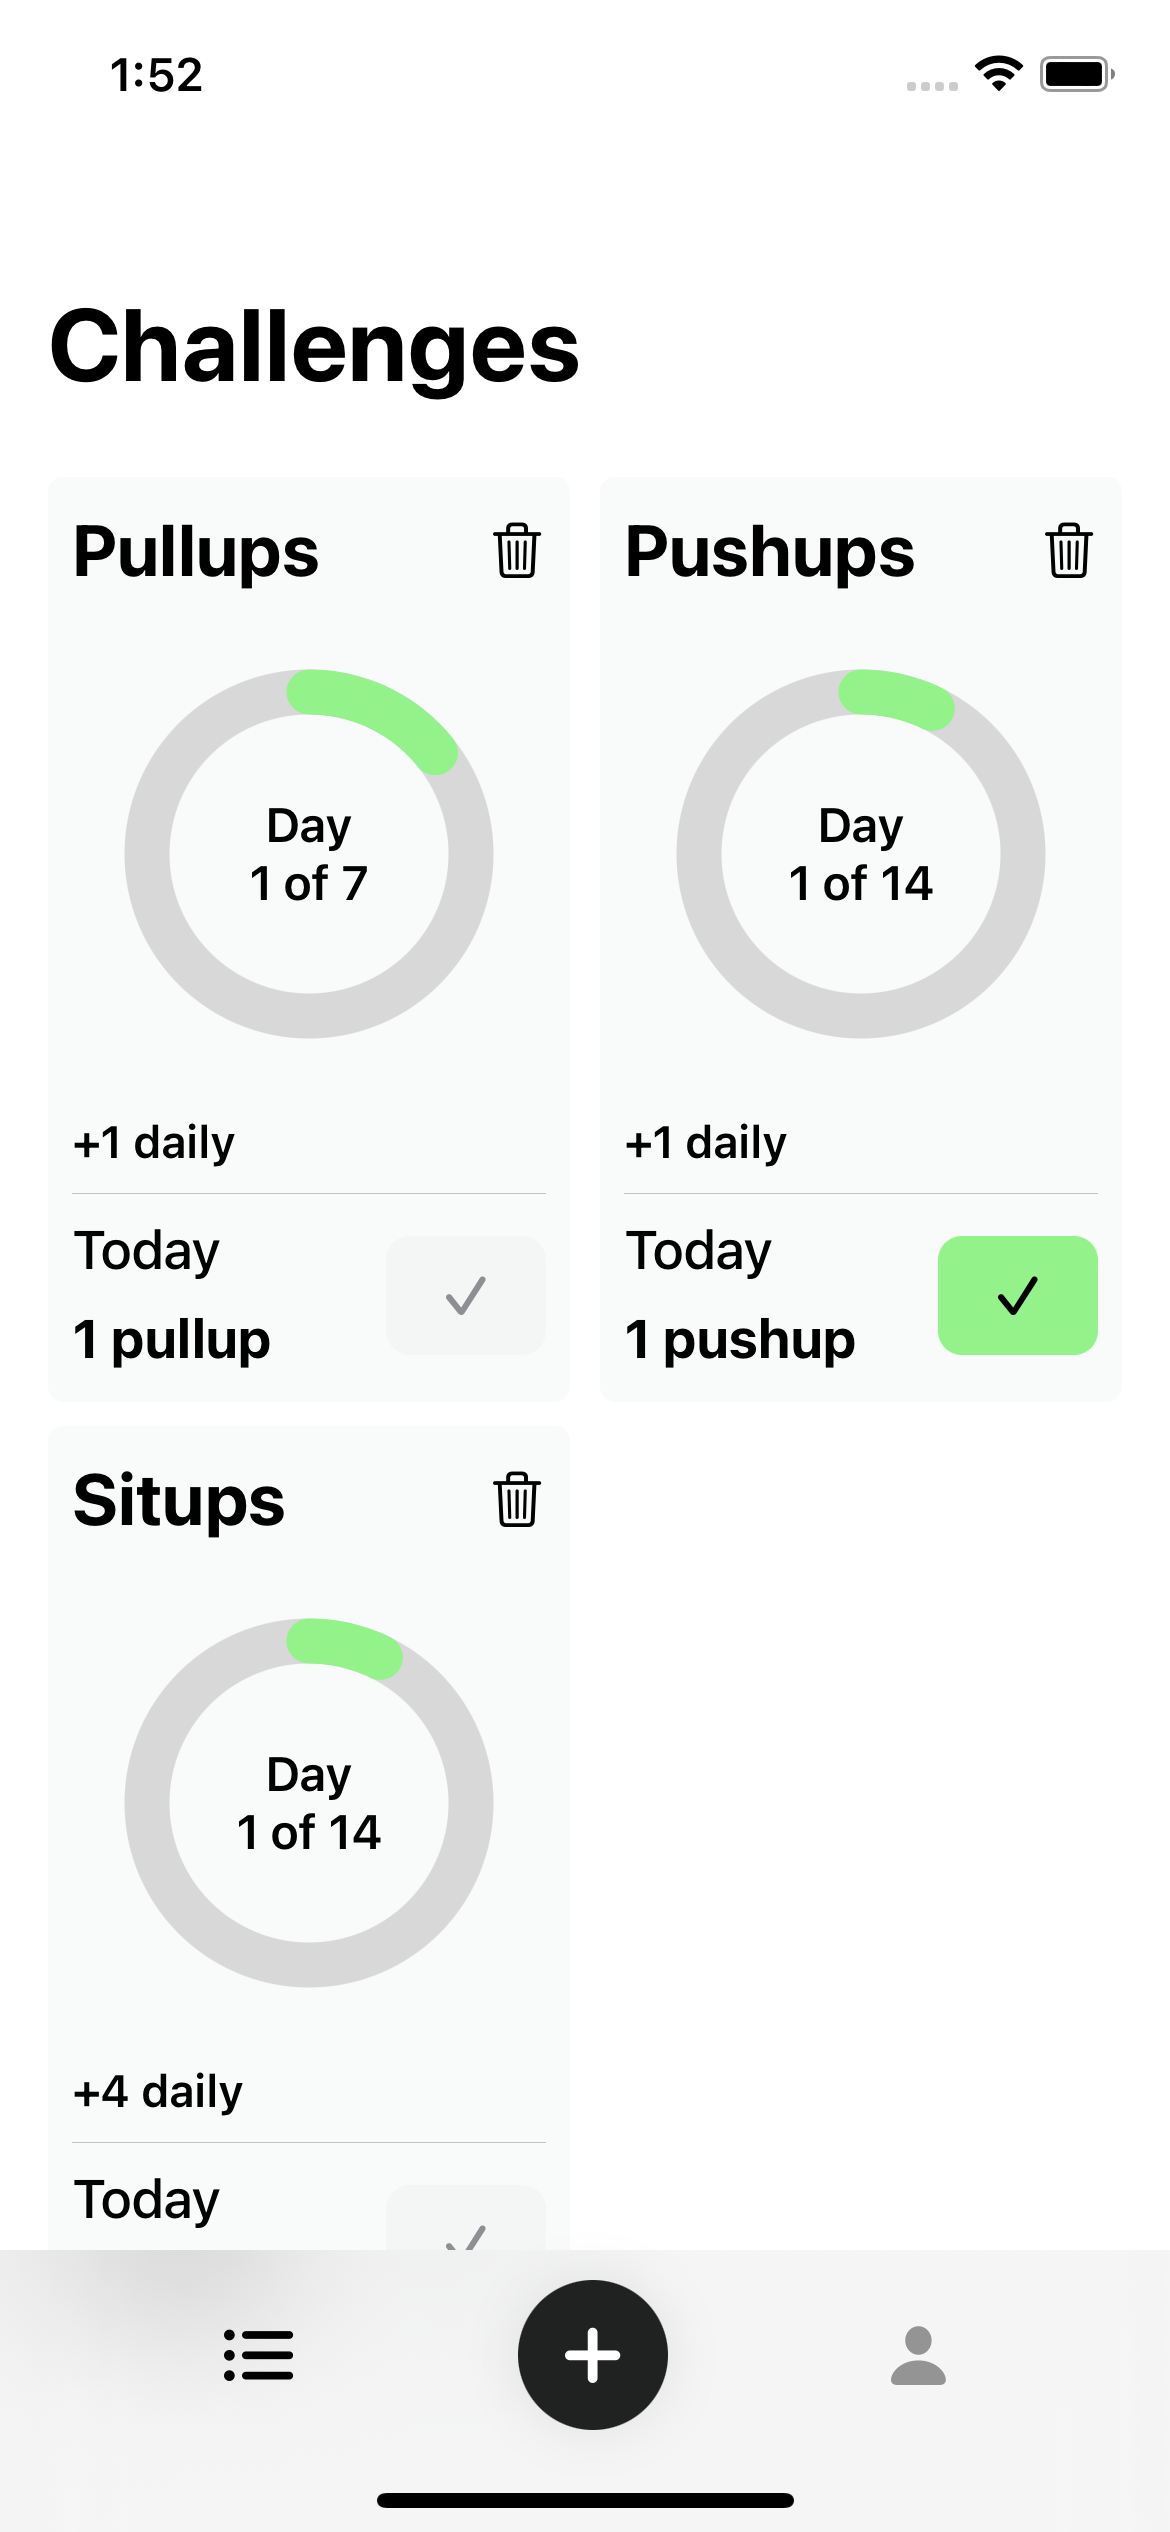 1:52
Challenges
Pullups
Day
1 of 7
+1 daily
Today
1 pullup
Pushups
Day
1 of 14
+1 daily
Today
1 pushup
Situps
Day
1 of 14
+4 daily
Today